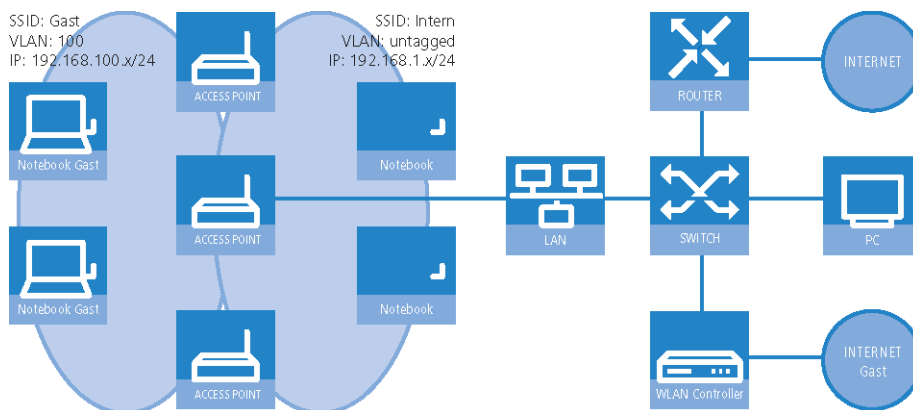 SSID: Gast
VLAN: 100
IP: 192.168.100.x/24
SSID: Intern
VLAN: untagged
IP: 192.168.1.x/24
ACCESS POINT
ROUTER
INTERNET
Notebook Gast
Notebook
ACCESS POINT
LAN
SWITCH
PC
Notebook Gast
Notebook
ACCESS POINT
WLAN Controller
INTERNET
Gast